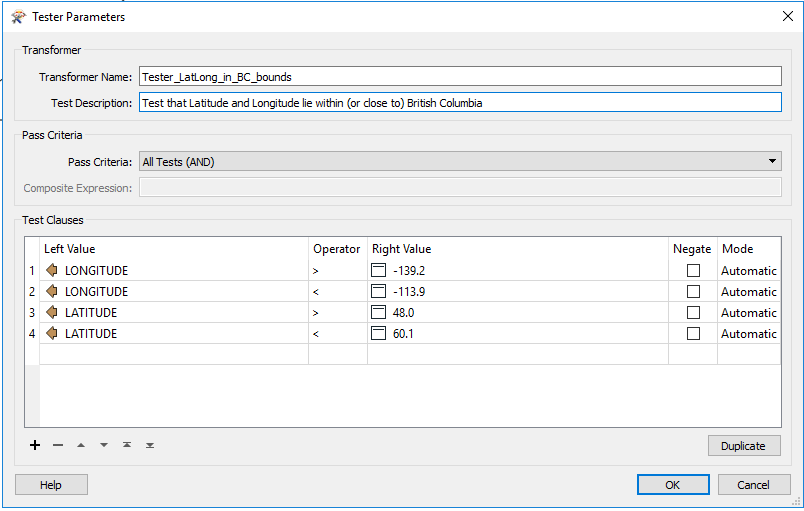 Tester Parameters
Transformer
Transformer Name: Tester_LatLong_in_BC_bounds
Test Description: Test that Latitude and Longitude lie within (or close to) British Columbia
Pass Criteria
Pass Criteria: All Tests (AND)
Composite Expression:
Test Clauses
Left Value Operator Right Value Negate Mode
1 LONGITUDE > -139.2 Automatic
2 LONGITUDE < -113.9 Automatic
3 LATITUDE > 48.0 Automatic
4 LATITUDE < 60.1 Automatic
Duplicate
Help OK Cancel